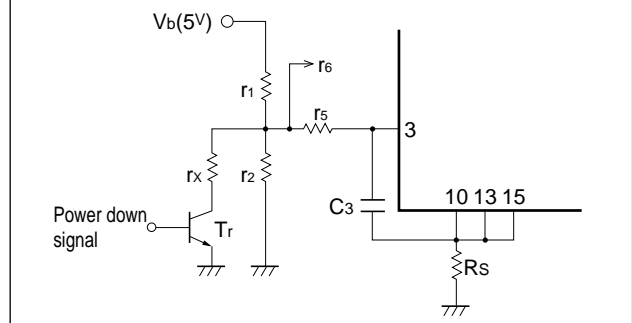 Vb(5V)
r6
r1
r5
3
rX
r2
C3
10 13 15
Power down
signal
Tr
RS